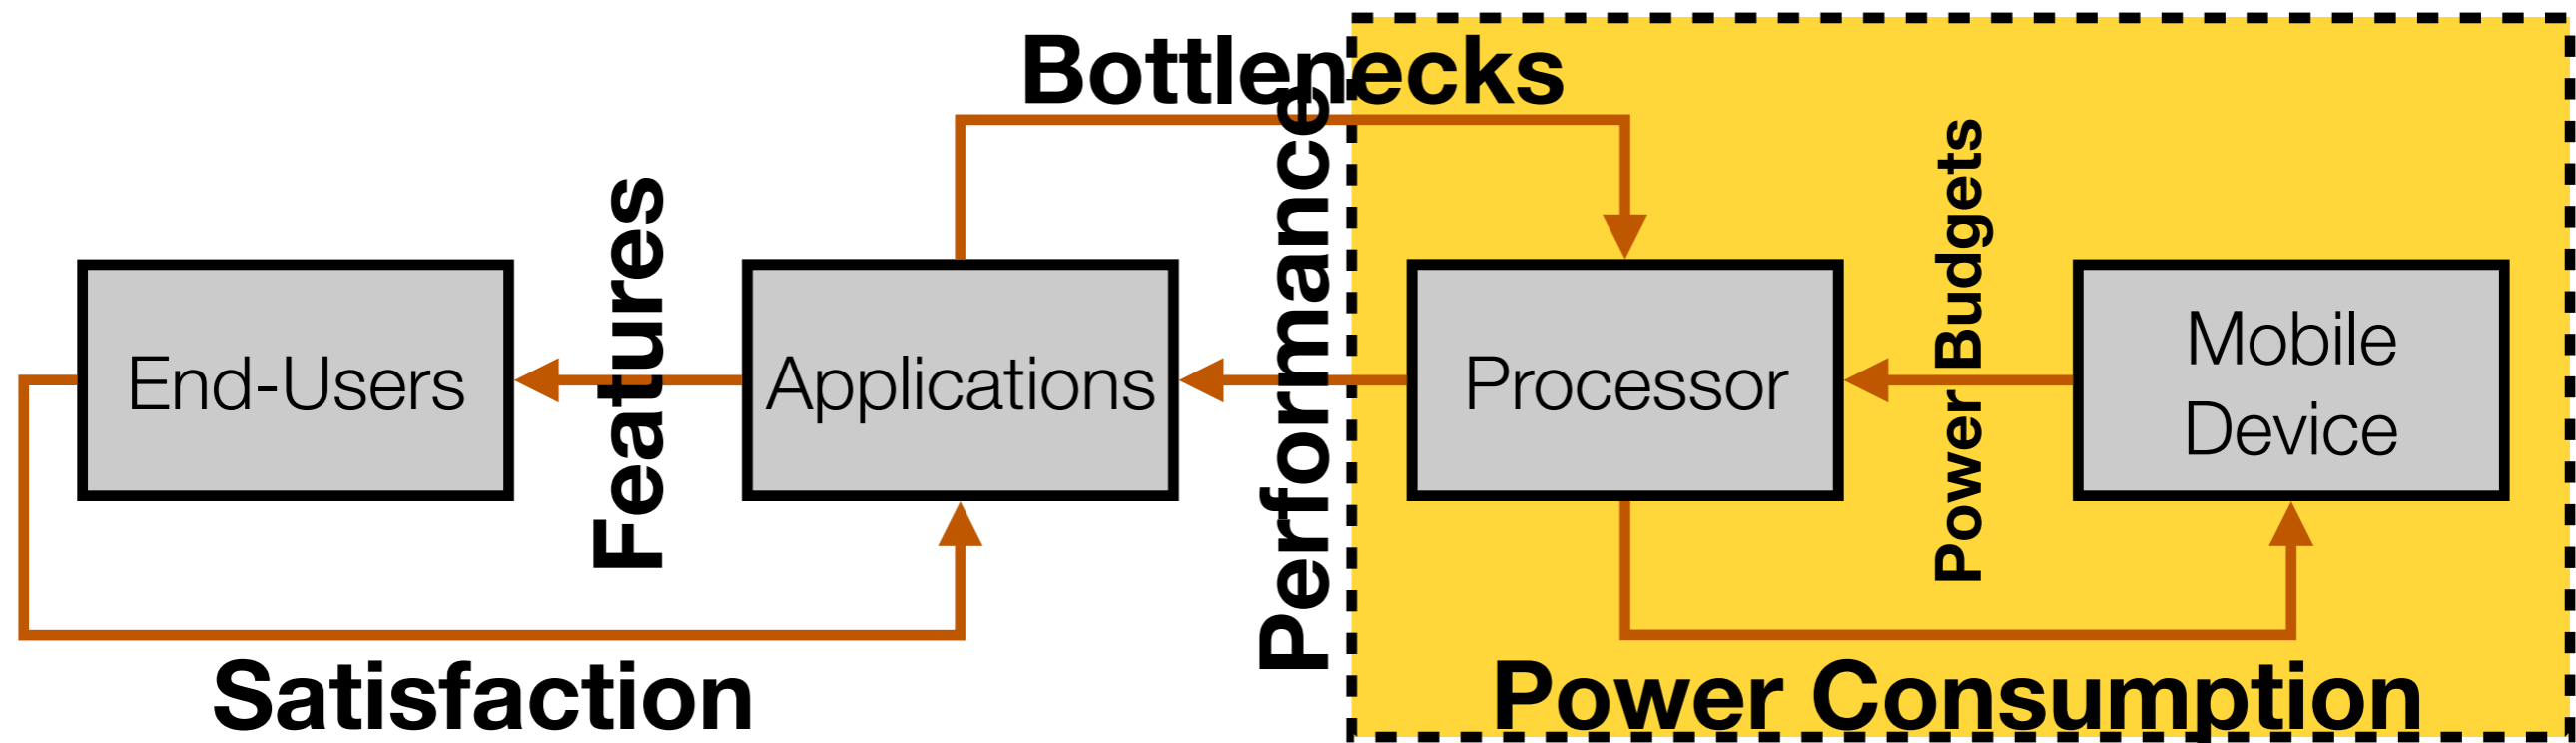 Bottlenecks
End-Users
Features
Applications
Performance
Processor
Power Budgets
Mobile
Device
Satisfaction
Power Consumption